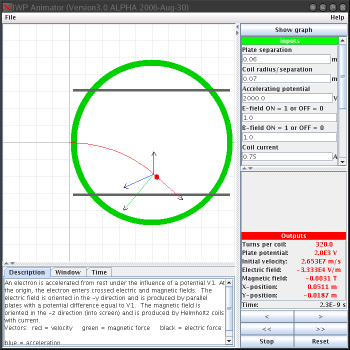 IWP Animator (Version3.0 ALPHA 2006-Aug-30)
File
Help
Show graph
Inputs
Plate separation
0.06 m
Coil radius/separation
0.07 m
Accelerating potential
2000.0 V
E-field ON = 1 or OFF = 0
1.0
B-field ON = 1 or OFF = 0
1.0
Coil current
0.75 A
Outputs
Turns per coil: 320.0
Plate potential: 2.0E3 V
Initial velocity: 2.653E7 m/s
Electric field: -3.333E4 V/m
Magnetic field: -0.0031 T
X-position: 0.0511 m
Y-position: -0.0187 m
Time: 2.3E-9 s
< >
<< >>
Stop Reset
Description Window Time
An electron is accelerated from rest under the influence of a potential V1. At
the origin, the electron enters crossed electric and magnetic fields. The
electric field is oriented in the -y direction and is produced by parallel
plates with a potential difference equal to V1. The magnetic field is
oriented in the -z direction (into screen) and is produced by Helmholtz coils
with current.
Vectors: red = velocity green = magnetic force black = electric force
blue = acceleration